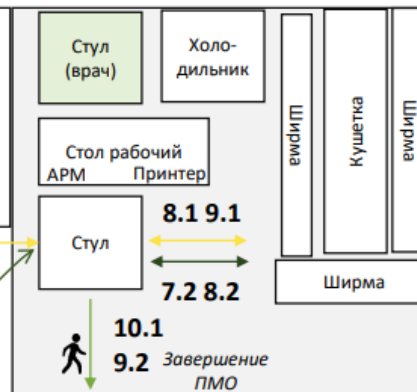 Стул
(врач)
Холо-
дильник
Ширма
Кушетка
Ширма
Стол рабочий
АРМ Принтер
Стул
8.1 9.1
7.2 8.2
Ширма
10.1
9.2 Завершение
ПМО